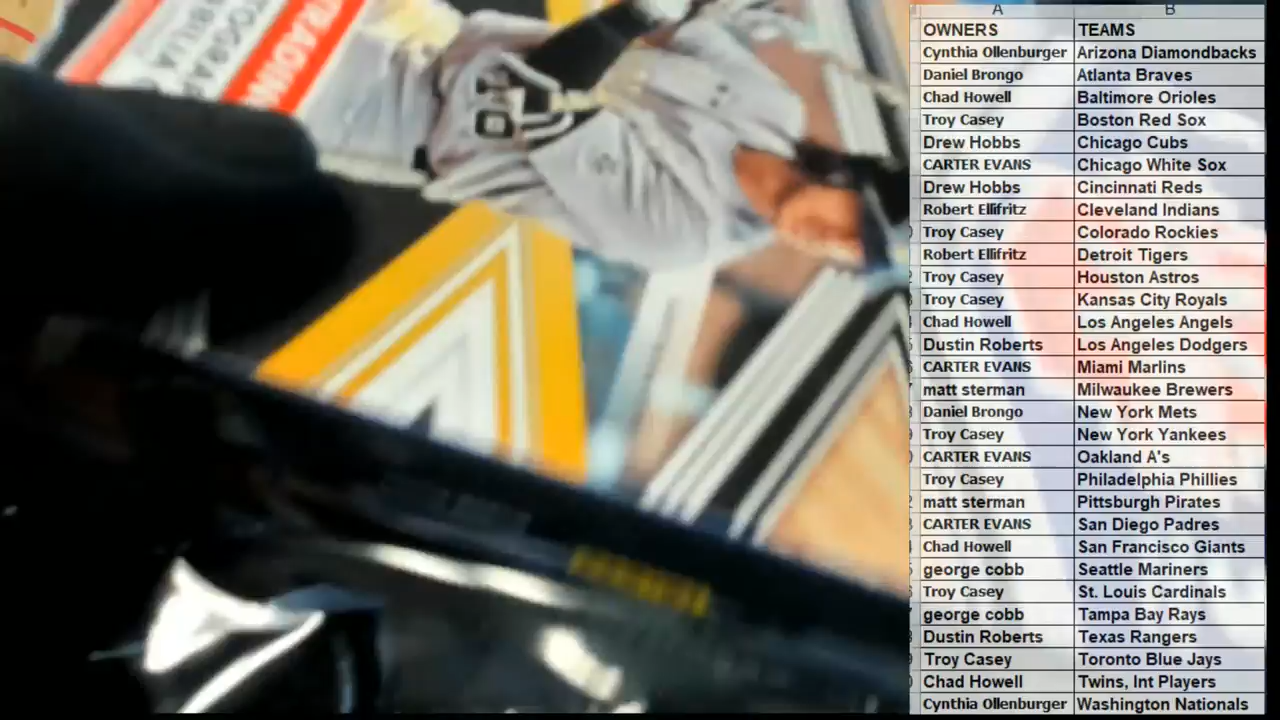 TRADIN
TOGRAP
ABILIA
A B
OWNERS TEAMS
Cynthia Ollenburger Arizona Diamondbacks
Daniel Brongo Atlanta Braves
Chad Howell Baltimore Orioles
Troy Casey Boston Red Sox
Drew Hobbs Chicago Cubs
CARTER EVANS Chicago White Sox
Drew Hobbs Cincinnati Reds
Robert Ellifritz Cleveland Indians
Troy Casey Colorado Rockies
Robert Ellifritz Detroit Tigers
Troy Casey Houston Astros
Troy Casey Kansas City Royals
Chad Howell Los Angeles Angels
Dustin Roberts Los Angeles Dodgers
CARTER EVANS Miami Marlins
matt sterman Milwaukee Brewers
Daniel Brongo New York Mets
Troy Casey New York Yankees
CARTER EVANS Oakland A's
Troy Casey Philadelphia Phillies
matt sterman Pittsburgh Pirates
CARTER EVANS San Diego Padres
Chad Howell San Francisco Giants
george cobb Seattle Mariners
Troy Casey St. Louis Cardinals
george cobb Tampa Bay Rays
Dustin Roberts Texas Rangers
Troy Casey Toronto Blue Jays
Chad Howell Twins, Int Players
Cynthia Ollenburger Washington Nationals